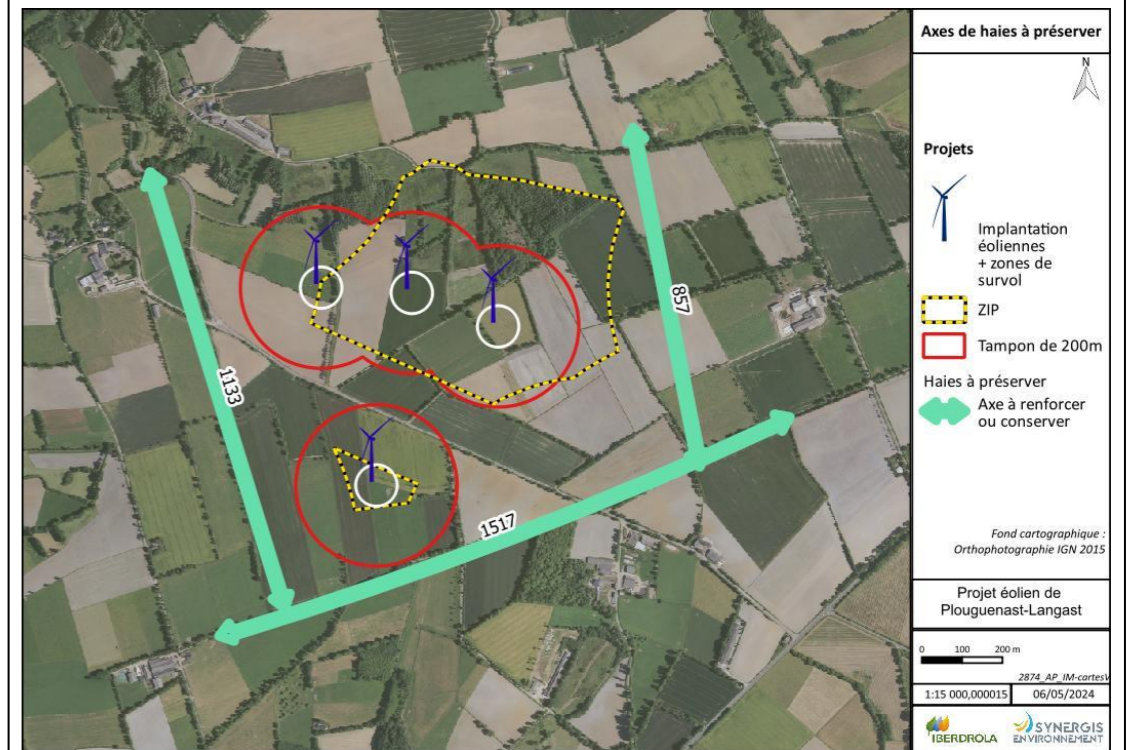 Axes de haies à préserver
N
Projets
Implantation
éoliennes
+ zones de
survol
ZIP
Tampon de 200m
Haies à préserver
Axe à renforcer
ou conserver
Fond cartographique :
Orthophotographie IGN 2015
Projet éolien de
Plouguenast-Langast
0 100 200 m
2874_AP_IM-cartesV
1:15 000,000015 06/05/2024
IBERDROLA
SYNERGIS
ENVIRONNEMENT
857
1133
1517